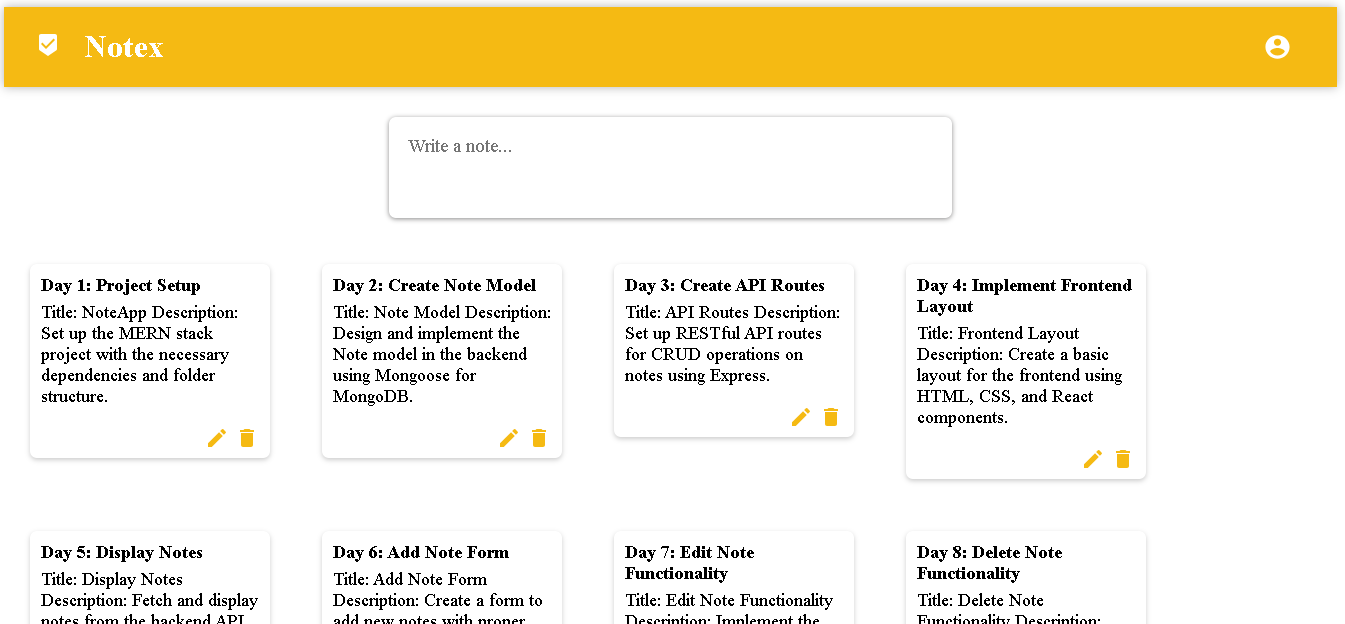 Notex
Write a note...
Day 1: Project Setup
Title: NoteApp Description:
Set up the MERN stack
project with the necessary
dependencies and folder
structure.
Day 2: Create Note Model
Title: Note Model Description:
Design and implement the
Note model in the backend
using Mongoose for
MongoDB.
Day 3: Create API Routes
Title: API Routes Description:
Set up RESTful API routes
for CRUD operations on
notes using Express.
Day 4: Implement Frontend
Layout
Title: Frontend Layout
Description: Create a basic
layout for the frontend using
HTML, CSS, and React
components.
Day 5: Display Notes
Title: Display Notes
Description: Fetch and display
notes from the backend API
Day 6: Add Note Form
Title: Add Note Form
Description: Create a form to
add new notes with proper
Day 7: Edit Note
Functionality
Title: Edit Note Functionality
Description: Implement the
Day 8: Delete Note
Functionality
Title: Delete Note
Functionality Description: